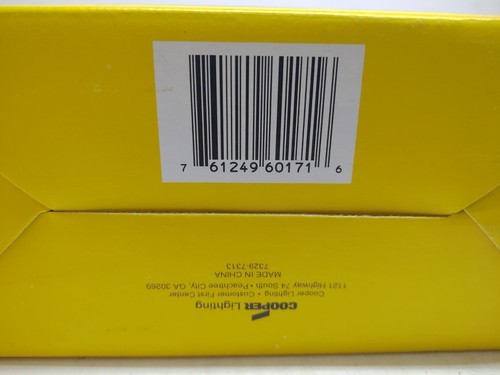 7 61249 60171 6
COOPER Lighting
Cooper Lighting • Customer First Center
1121 Highway 74 South • Peachtree City, GA 30269
MADE IN CHINA
7329-7313